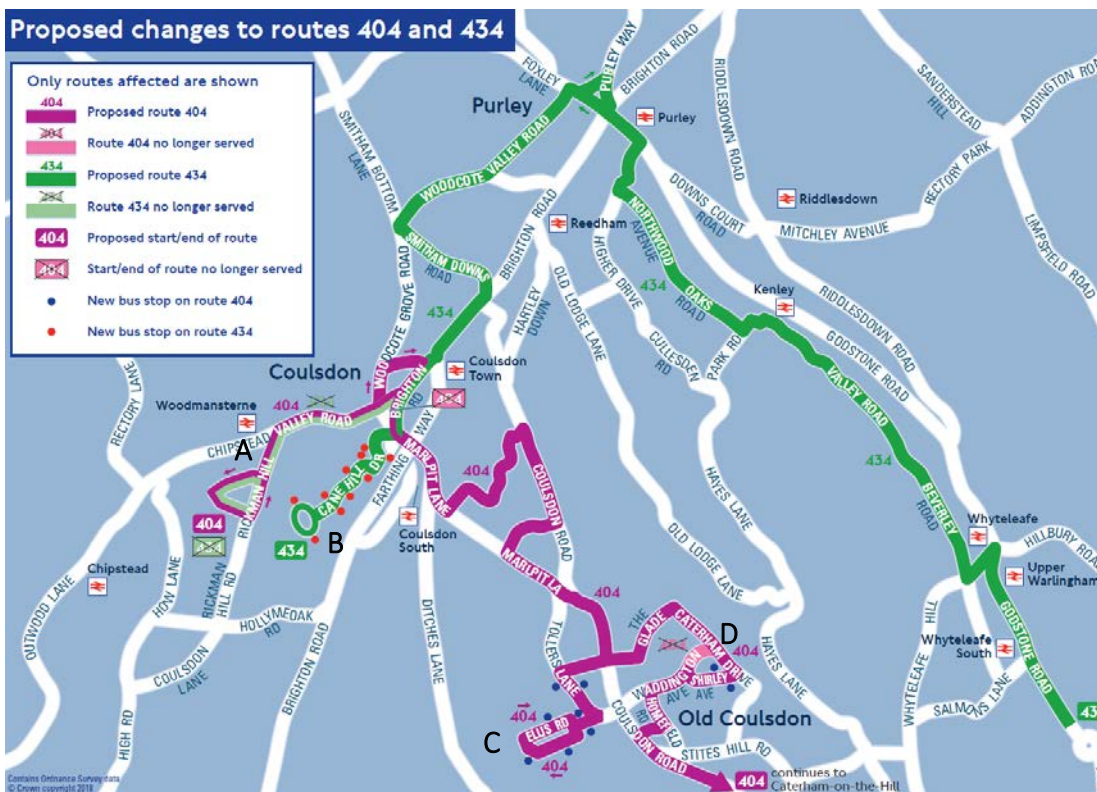 Proposed changes to routes 404 and 434
Only routes affected are shown
404
Proposed route 404
404
Route 404 no longer served
434
Proposed route 434
434
Route 434 no longer served
404
Proposed start/end of route
404
Start/end of route no longer served
New bus stop on route 404
New bus stop on route 434
FOXLEY
LANE
PURLEY WAY
BRIGHTON ROAD
RIDDLESDOWN ROAD
SANDERSTEAD
HILL
ADDINGTON ROAD
Purley
Purley
SMITHAM BOTTOM
LANE
WOODCOTE VALLEY ROAD
RECTORY PARK
LIMPSFIELD ROAD
DOWNS COURT
ROAD
Riddlesdown
MITCHLEY AVENUE
Reedham
NORTHWOOD
AVENUE
HIGHER DRIVE
SMITHAM DOWNS
ROAD
BRIGHTON ROAD
WOODCOTE GROVE ROAD
HARTLEY
DOWN
OLD LODGE LANE
434
OAKS
ROAD
Kenley
RIDDLESDOWN ROAD
GODSTONE ROAD
434
CULLESDEN
RD
PARK RD
Coulsdon
Coulsdon
Town
WOODCOTE
BRIGHTON
RD
404
VALLEY ROAD
434
404
RECTORY LANE
Woodmansterne
CHIPSTEAD
A
RICKMAN HILL
404
434
CANE HILL
DR
434
B
FARTHING WAY
MARLPIT LANE
404
COULSDON
ROAD
VALLEY ROAD
434
BEVERLEY
ROAD
HAYES LANE
OLD LODGE LANE
Coulsdon
South
MARLPIT LA
404
Whyteleafe
HILLBURY ROAD
Upper
Warlingham
Chipstead
OUTWOOD LANE
HOW LANE
RICKMAN
HILL RD
HOLLYMEOAK
RD
COULSDON
LANE
HIGH RD
BRIGHTON ROAD
DITCHES LANE
TOLLERS
LANE
THE
GLADE
404
CATERHAM DRIVE
D
404
WADDINGTON
AVE
SHIRLEY
AVE
HAYES LANE
WHYTELEAFE
HILL
Whyteleafe
South
GODSTONE ROAD
SALMONS LANE
404
ELLIS RD
404
C
HOMEFIELD
RD
Old Coulsdon
STITES HILL RD
COULSDON ROAD
404
continues to
Caterham-on-the-Hill
43
Contains Ordnance Survey data
© Crown copyright 2018